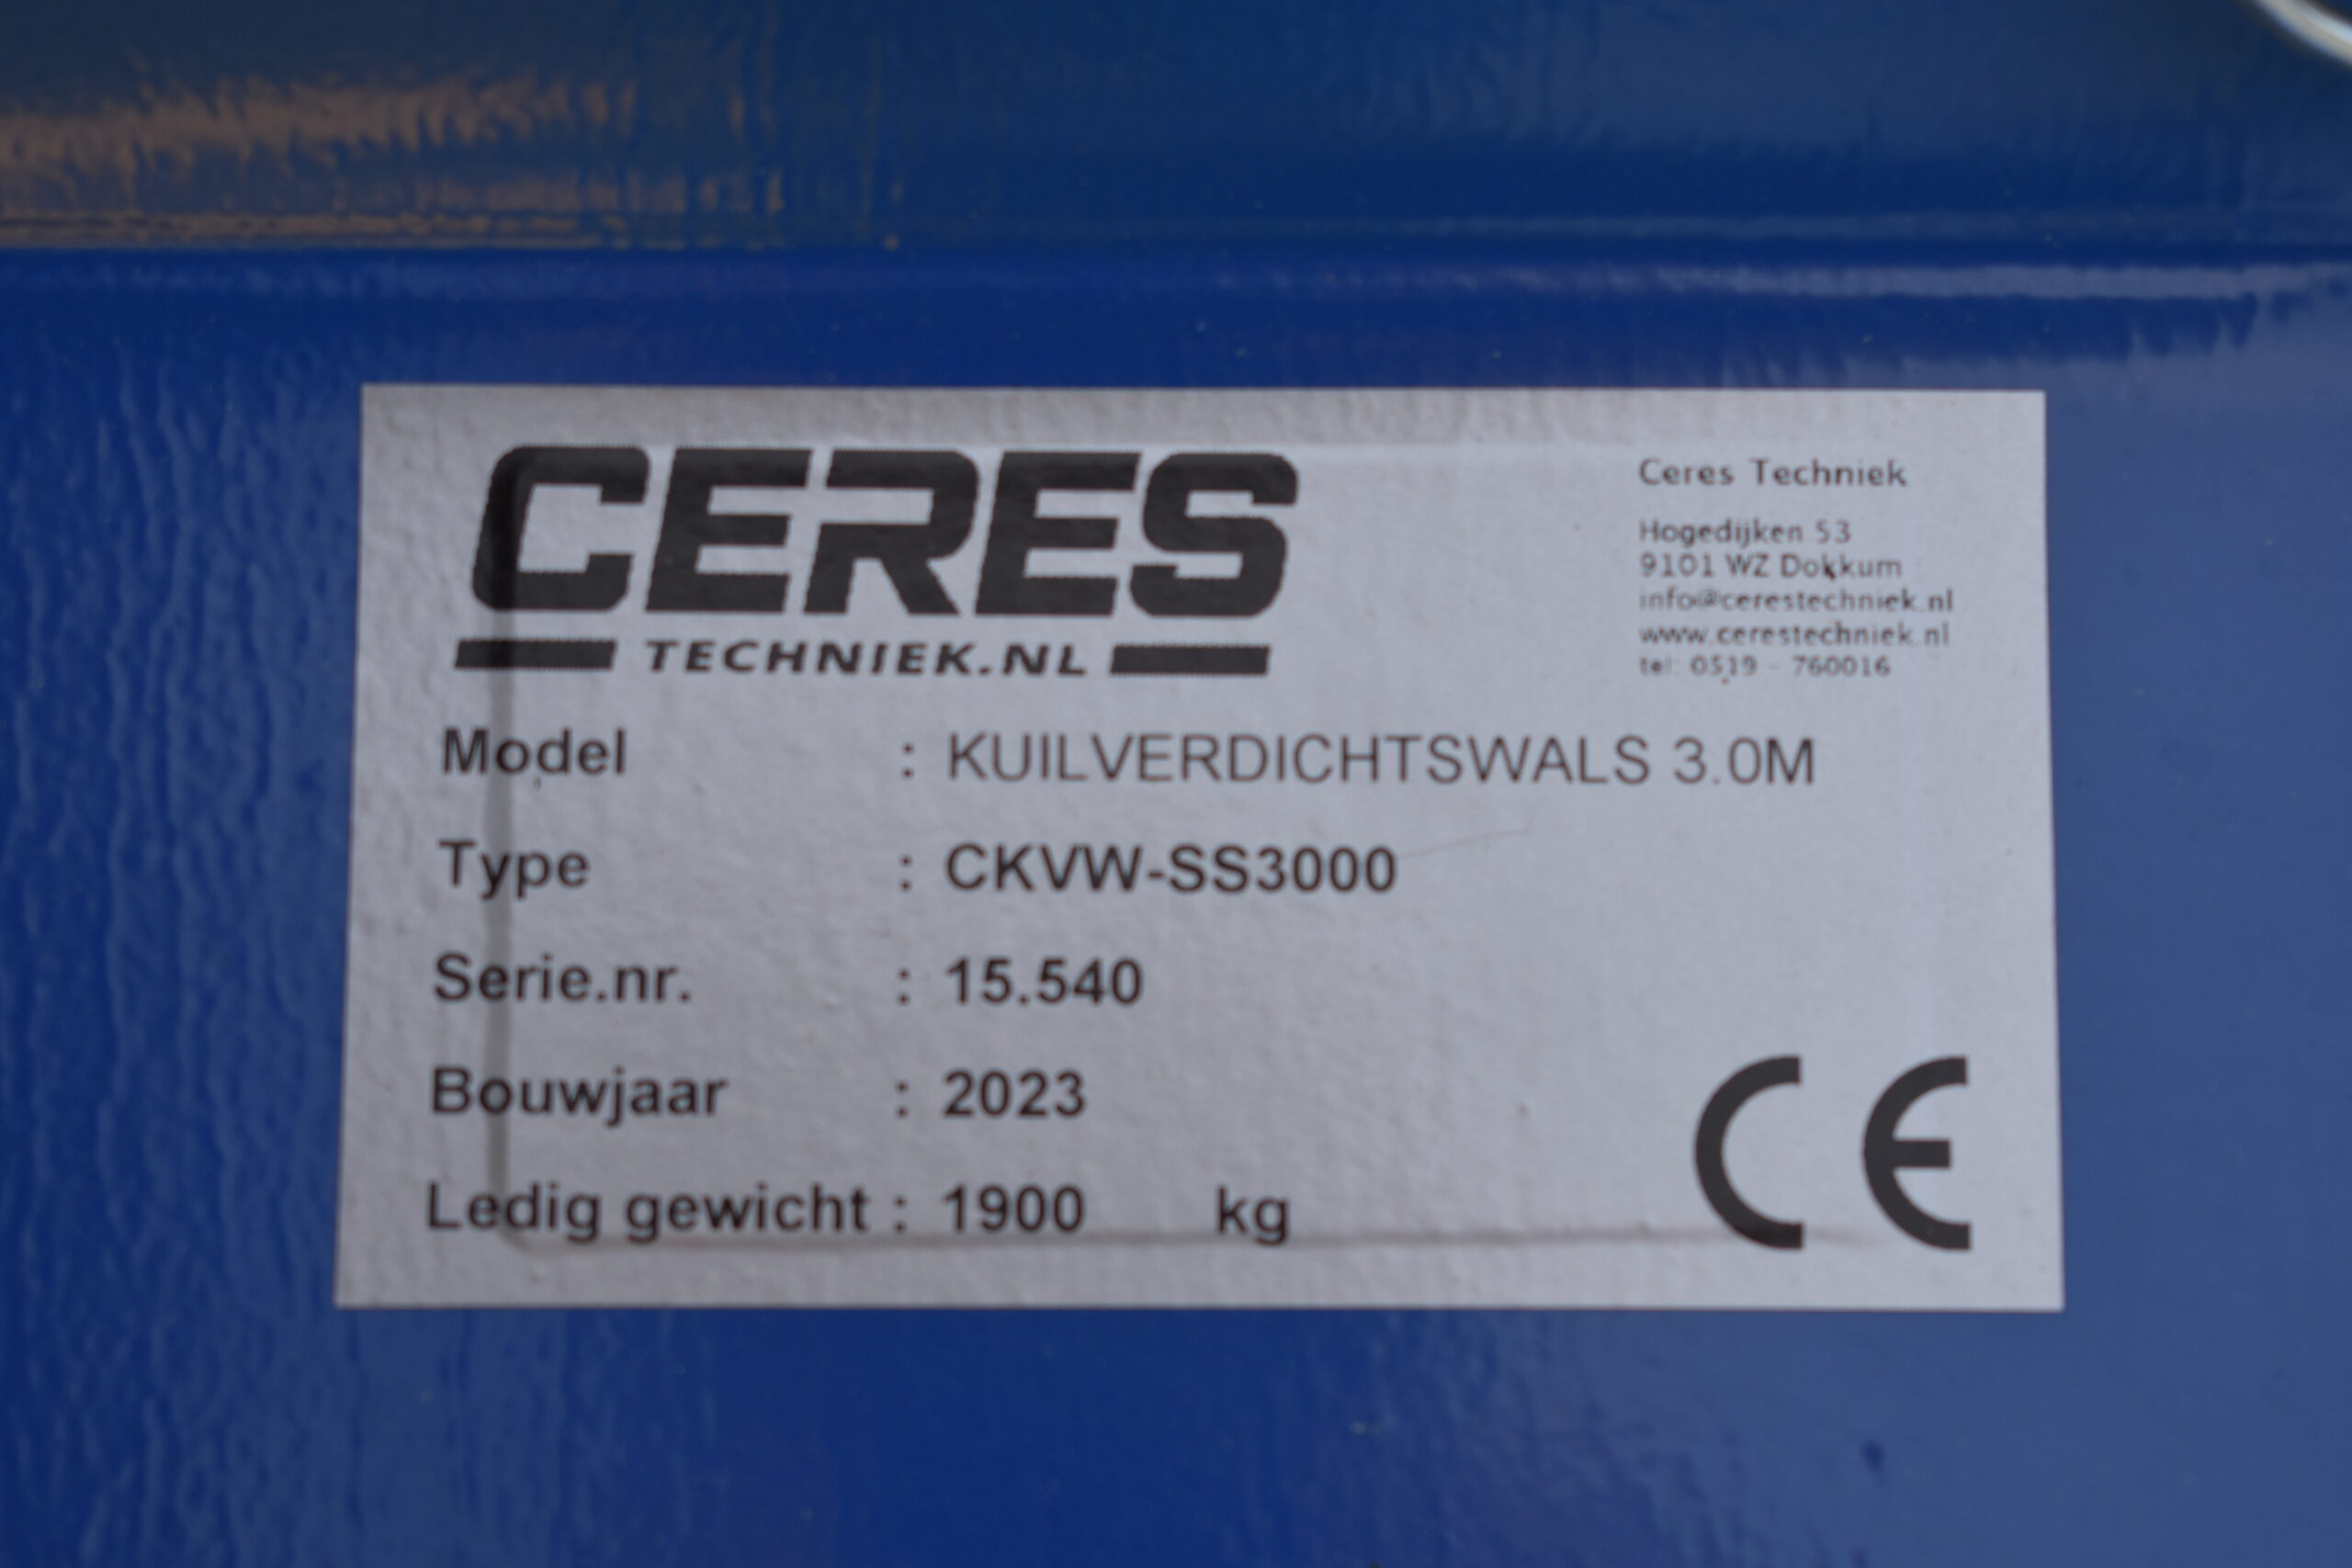 CERES
TECHNIEK.NL
Ceres Techniek
Hogedijken 53
9101 WZ Dokkum
info@cerestechniek.nl
www.cerestechniek.nl
tel: 0519 - 760016
Model : KUILVERDICHTSWALS 3.0M
Type : CKVW-SS3000
Serie.nr. : 15.540
Bouwjaar : 2023
Ledig gewicht : 1900 kg
CE